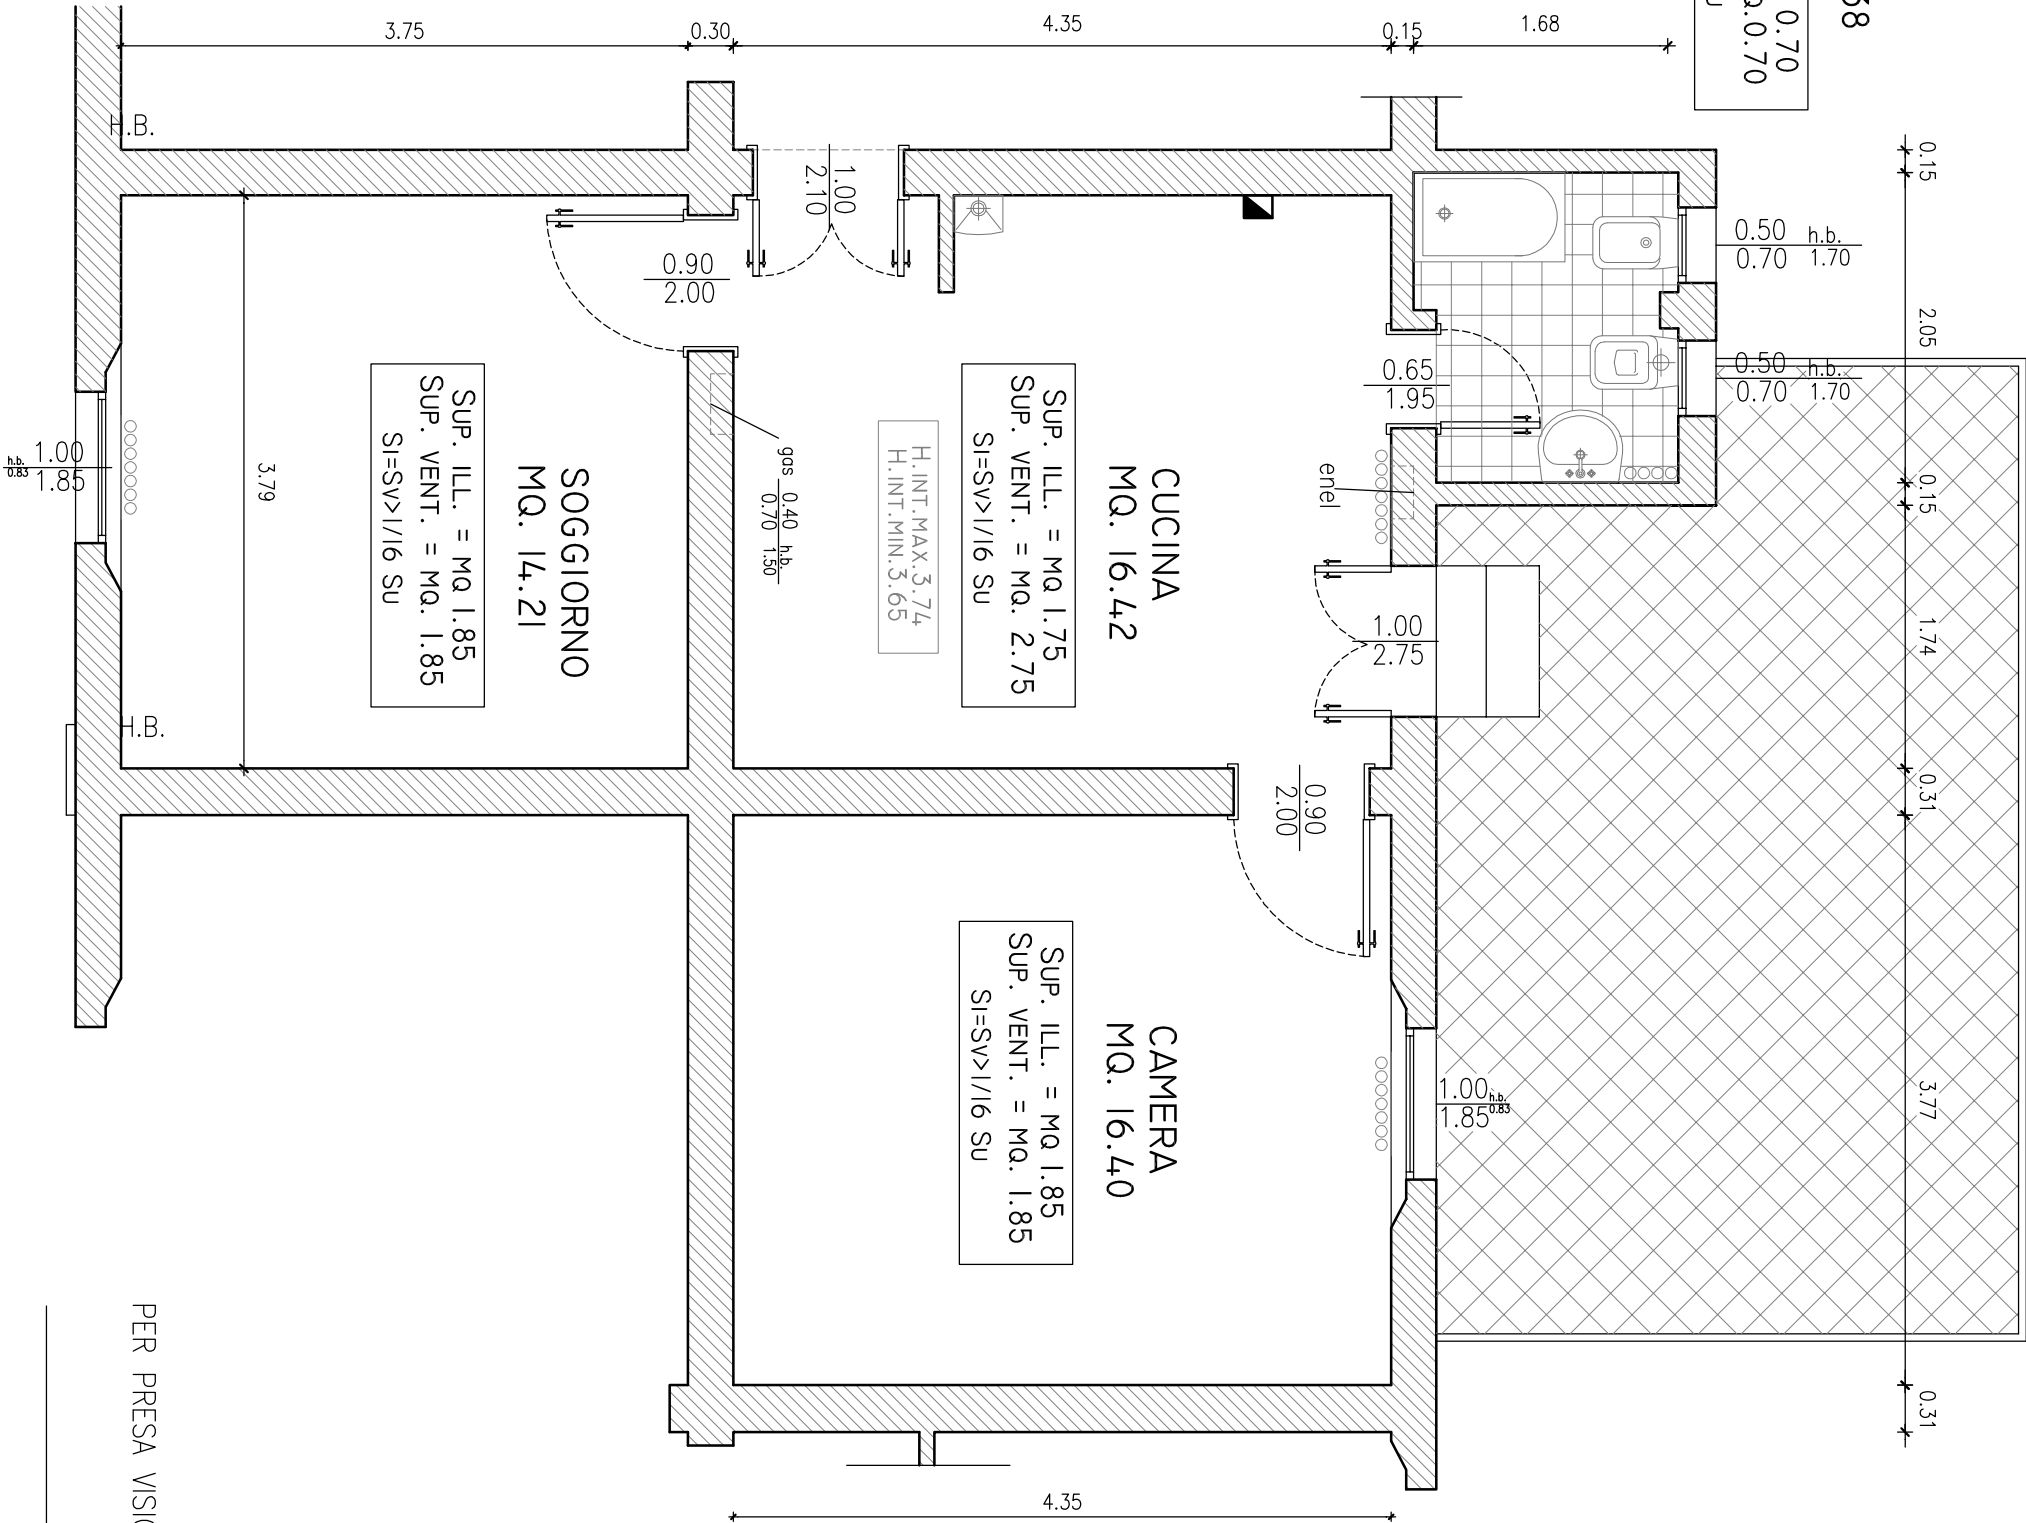 3.75
0.30
4.35
0.15
1.68
38
0.70
Q.0.70
H.B.
1.00
2.10
0.90
2.00
0.15
2.05
0.15
1.74
0.31
3.77
0.31
0.50 h.b.
0.70 1.70
0.50 h.b.
0.70 1.70
0.65
1.95
enel
gas 0.40 h.b.
0.70 1.50
CUCINA
MQ. 16.42
SUP. ILL. = MQ 1.75
SUP. VENT. = MQ. 2.75
SI=SV>1/16 SU
H.INT.MAX.3.74
H.INT.MIN.3.65
SOGGIORNO
MQ. 14.21
SUP. ILL. = MQ 1.85
SUP. VENT. = MQ. 1.85
SI=SV>1/16 SU
3.79
h.b. 1.00
0.83 1.85
H.B.
1.00
2.75
0.90
2.00
CAMERA
MQ. 16.40
SUP. ILL. = MQ 1.85
SUP. VENT. = MQ. 1.85
SI=SV>1/16 SU
1.00 h.b.
1.85 0.83
4.35
PER PRESA VISIO